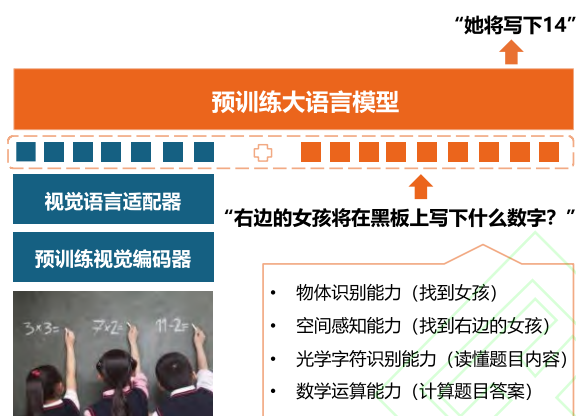 “她将写下14”
预训练大语言模型
视觉语言适配器
“右边的女孩将在黑板上写下什么数字？”
预训练视觉编码器
• 物体识别能力（找到女孩）
• 空间感知能力（找到右边的女孩）
• 光学字符识别能力（读懂题目内容）
• 数学运算能力（计算题目答案）
3×3= 7×2= 11-2=